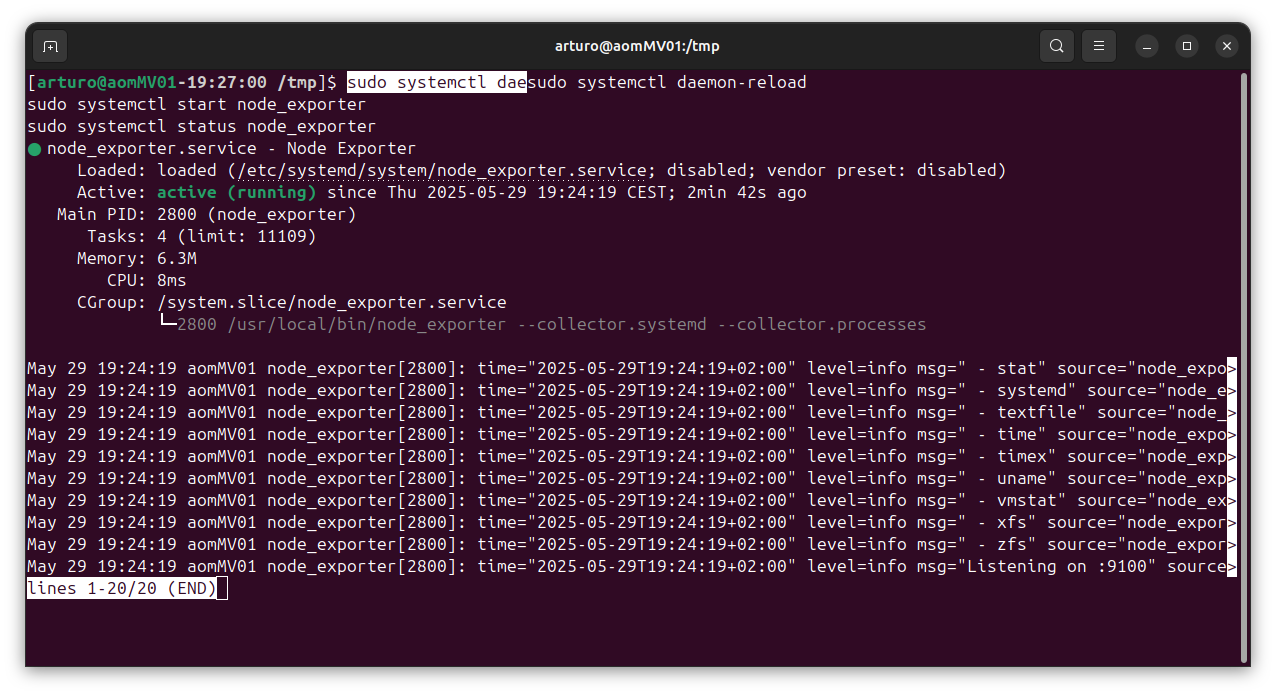 arturo@aomMV01:/tmp
[arturo@aomMV01-19:27:00 /tmp]$ sudo systemctl daesudo systemctl daemon-reload
sudo systemctl start node_exporter
sudo systemctl status node_exporter
● node_exporter.service - Node Exporter
     Loaded: loaded (/etc/systemd/system/node_exporter.service; disabled; vendor preset: disabled)
     Active: active (running) since Thu 2025-05-29 19:24:19 CEST; 2min 42s ago
   Main PID: 2800 (node_exporter)
      Tasks: 4 (limit: 11109)
     Memory: 6.3M
        CPU: 8ms
     CGroup: /system.slice/node_exporter.service
             └─2800 /usr/local/bin/node_exporter --collector.systemd --collector.processes
May 29 19:24:19 aomMV01 node_exporter[2800]: time="2025-05-29T19:24:19+02:00" level=info msg=" - stat" source="node_expo>
May 29 19:24:19 aomMV01 node_exporter[2800]: time="2025-05-29T19:24:19+02:00" level=info msg=" - systemd" source="node_e>
May 29 19:24:19 aomMV01 node_exporter[2800]: time="2025-05-29T19:24:19+02:00" level=info msg=" - textfile" source="node_>
May 29 19:24:19 aomMV01 node_exporter[2800]: time="2025-05-29T19:24:19+02:00" level=info msg=" - time" source="node_expo>
May 29 19:24:19 aomMV01 node_exporter[2800]: time="2025-05-29T19:24:19+02:00" level=info msg=" - timex" source="node_exp>
May 29 19:24:19 aomMV01 node_exporter[2800]: time="2025-05-29T19:24:19+02:00" level=info msg=" - uname" source="node_exp>
May 29 19:24:19 aomMV01 node_exporter[2800]: time="2025-05-29T19:24:19+02:00" level=info msg=" - vmstat" source="node_ex>
May 29 19:24:19 aomMV01 node_exporter[2800]: time="2025-05-29T19:24:19+02:00" level=info msg=" - xfs" source="node_expor>
May 29 19:24:19 aomMV01 node_exporter[2800]: time="2025-05-29T19:24:19+02:00" level=info msg=" - zfs" source="node_expor>
May 29 19:24:19 aomMV01 node_exporter[2800]: time="2025-05-29T19:24:19+02:00" level=info msg="Listening on :9100" source>
lines 1-20/20 (END)